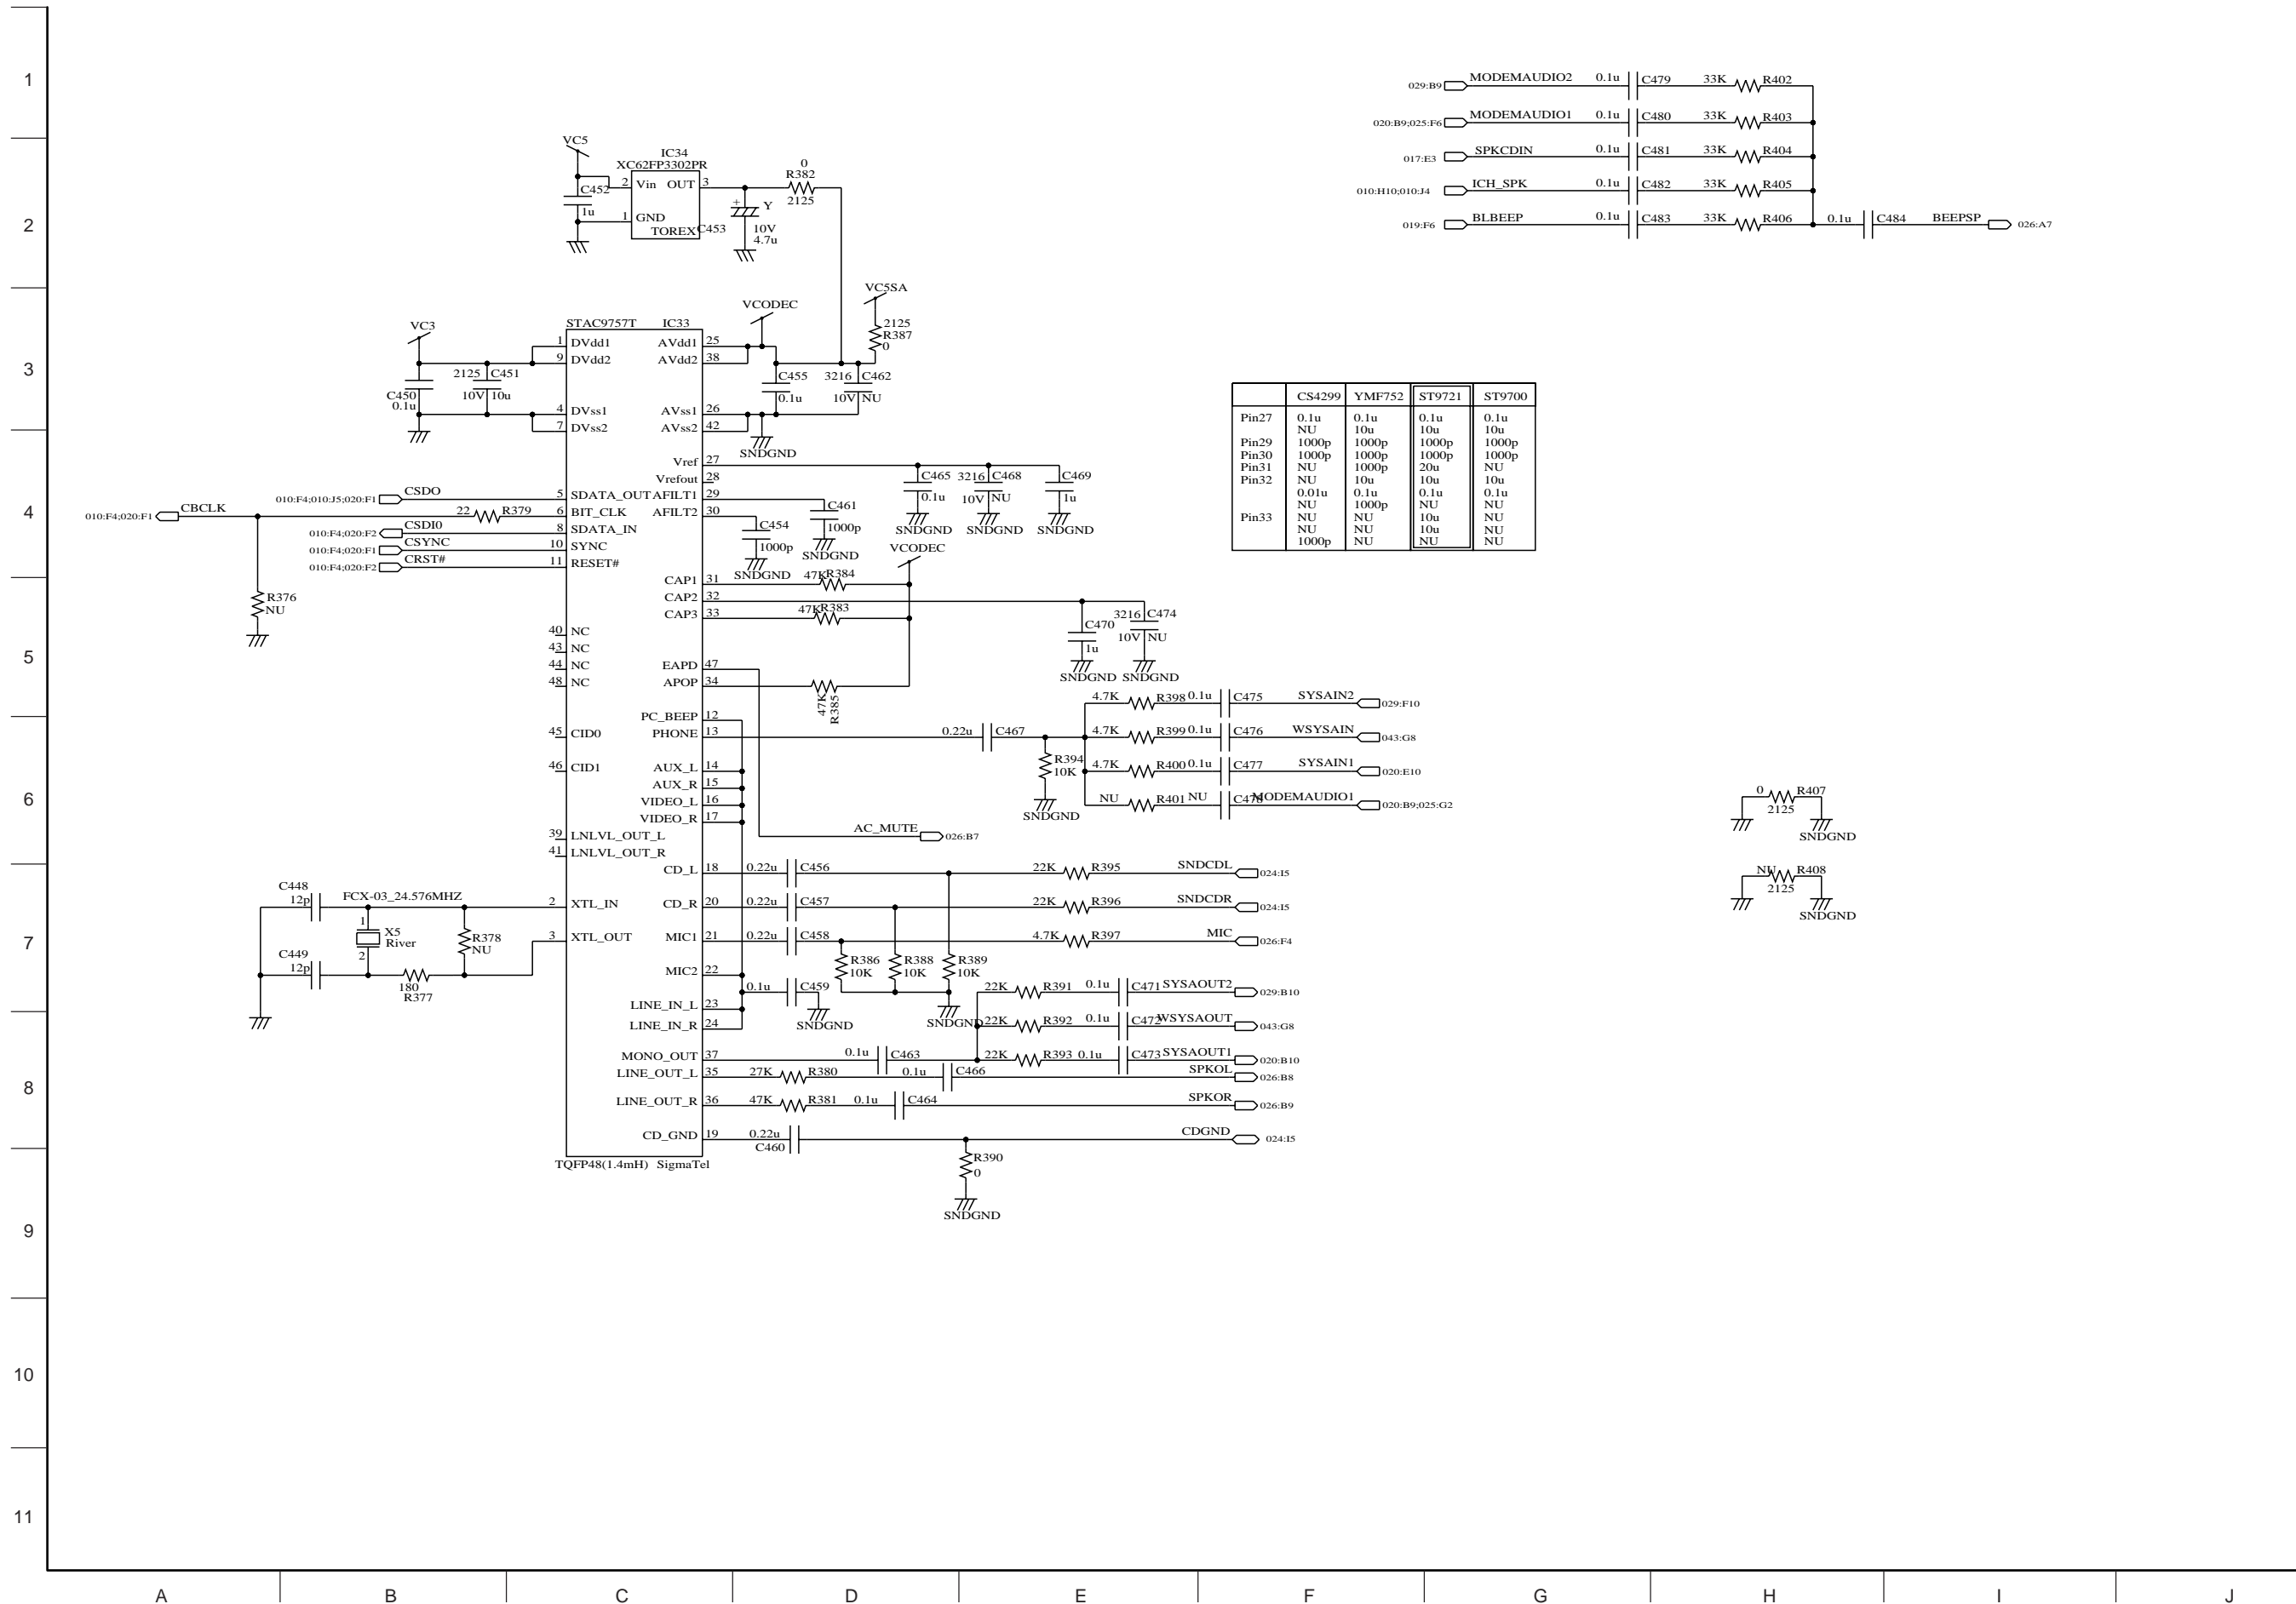 1
2
3
4
5
6
7
8
9
10
11
A B C D E F G H I J
029:B9 MODEMAUDIO2 0.1u C479 33K R402
020:B9;025:F6 MODEMAUDIO1 0.1u C480 33K R403
017:E3 SPKCDIN 0.1u C481 33K R404
010:H10;010:J4 ICH_SPK 0.1u C482 33K R405
019:F6 BLBEEP 0.1u C483 33K R406 0.1u C484 BEEPSP 026:A7
VC5
IC34
XC62FP3302PR
C452
1u
2 Vin OUT 3
1 GND
TOREX
C453
+ Y
10V
4.7u
0
R382
2125
VC5SA
2125
R387
0
VCODEC
VC3
C450
0.1u
2125 C451
10V 10u
STAC9757T IC33
1 DVdd1 AVdd1 25
9 DVdd2 AVdd2 38
C455
0.1u
3216 C462
10V NU
4 DVss1 AVss1 26
7 DVss2 AVss2 42
SNDGND
Vref 27
Vrefout 28
5 SDATA_OUT AFILT1 29
6 BIT_CLK AFILT2 30
8 SDATA_IN
10 SYNC
11 RESET#
C465
0.1u
SNDGND
3216 C468
10V NU
SNDGND
C469
1u
SNDGND
C461
1000p
SNDGND
C454
1000p
SNDGND
VCODEC
010:F4;020:F1 CBCLK
010:F4;010:J5;020:F1 CSDO
22 R379
010:F4;020:F2 CSDI0
010:F4;020:F1 CSYNC
010:F4;020:F2 CRST#
R376
NU
CS4299 YMF752 ST9721 ST9700
Pin27 0.1u 0.1u 0.1u 0.1u
NU 10u 10u 10u
Pin29 1000p 1000p 1000p 1000p
Pin30 1000p 1000p 1000p 1000p
Pin31 NU 1000p 20u NU
Pin32 NU 10u 10u 10u
0.01u 0.1u 0.1u 0.1u
NU 1000p NU NU
Pin33 NU NU 10u NU
NU NU 10u NU
1000p NU NU NU
CAP1 31 47K R384
CAP2 32
CAP3 33 47K R383
C470
1u
SNDGND
3216 C474
10V NU
SNDGND
40 NC
43 NC
44 NC
48 NC
EAPD 47
APOP 34
47K
R385
PC_BEEP 12
45 CID0 PHONE 13
46 CID1 AUX_L 14
AUX_R 15
VIDEO_L 16
VIDEO_R 17
0.22u C467
R394
10K
SNDGND
4.7K R398 0.1u C475 SYSAIN2 029:F10
4.7K R399 0.1u C476 WSYSAIN 043:G8
4.7K R400 0.1u C477 SYSAIN1 020:E10
NU R401 NU C478 MODEMAUDIO1 020:B9;025:G2
AC_MUTE 026:B7
0 R407
2125
SNDGND
NU R408
2125
SNDGND
39 LNLVL_OUT_L
41 LNLVL_OUT_R
CD_L 18 0.22u C456 22K R395 SNDCDL 024:I5
2 XTL_IN CD_R 20 0.22u C457 22K R396 SNDCDR 024:I5
3 XTL_OUT MIC1 21 0.22u C458 4.7K R397 MIC 026:F4
MIC2 22
C448
12p
FCX-03_24.576MHZ
1
X5
River
2
R378
NU
C449
12p
180
R377
R386
10K
R388
10K
R389
10K
0.1u C459
SNDGND
SNDGND
LINE_IN_L 23
LINE_IN_R 24
22K R391 0.1u C471 SYSAOUT2 029:B10
22K R392 0.1u C472 WSYSAOUT 043:G8
MONO_OUT 37 0.1u C463 22K R393 0.1u C473 SYSAOUT1 020:B10
LINE_OUT_L 35 27K R380 0.1u C466 SPKOL 026:B8
LINE_OUT_R 36 47K R381 0.1u C464 SPKOR 026:B9
CD_GND 19 0.22u C460 CDGND 024:I5
R390
0
SNDGND
TQFP48(1.4mH) SigmaTel